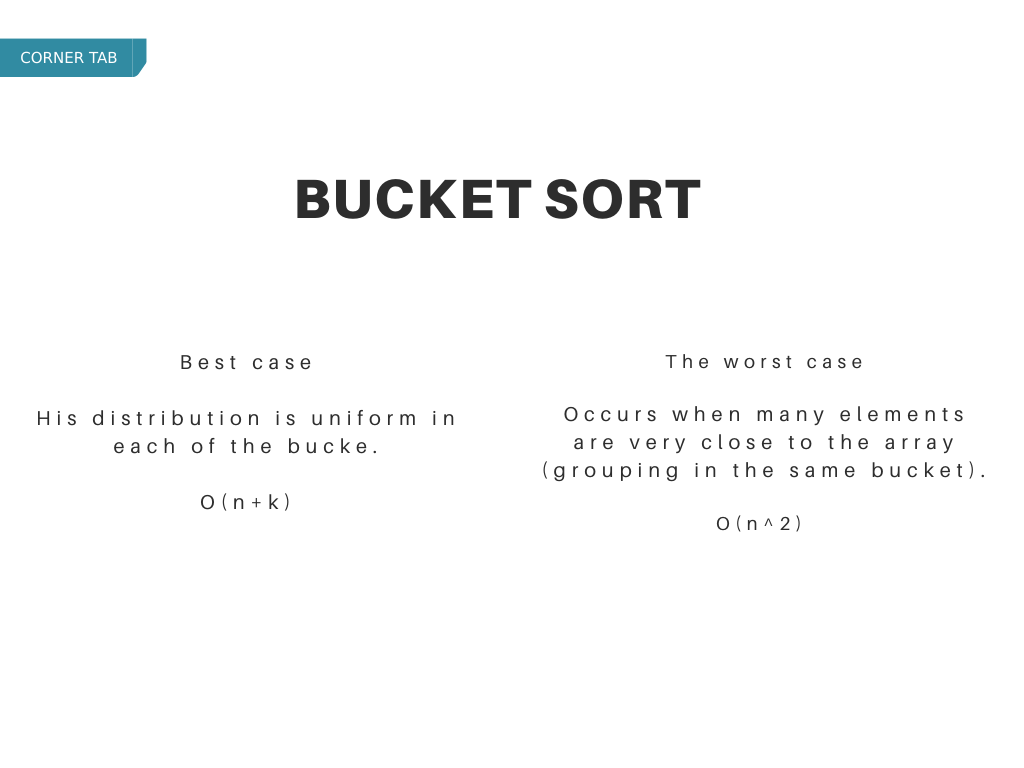 CORNER TAB
BUCKET SORT
Best case
His distribution is uniform in
each of the bucke.
O(n+k)
The worst case
Occurs when many elements
are very close to the array
(grouping in the same bucket).
O(n^2)